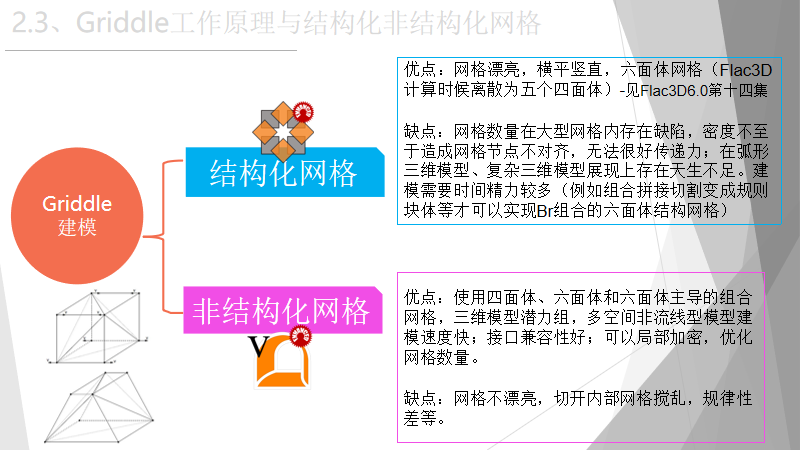 2.3、Griddle工作原理与结构化非结构化网格
优点：网格漂亮，横平竖直，六面体网格（Flac3D
计算时候离散为五个四面体）-见Flac3D6.0第十四集
缺点：网格数量在大型网格内存在缺陷，密度不至
于造成网格节点不对齐，无法很好传递力；在弧形
三维模型、复杂三维模型展现上存在天生不足。建
模需要时间精力较多（例如组合拼接切割变成规则
块体等才可以实现Br组合的六面体结构网格）
结构化网格
Griddle
建模
非结构化网格
V
优点：使用四面体、六面体和六面体主导的组合
网格，三维模型潜力组，多空间非流线型模型建
模速度快；接口兼容性好；可以局部加密，优化
网格数量。
缺点：网格不漂亮，切开内部网格搅乱，规律性
差等。